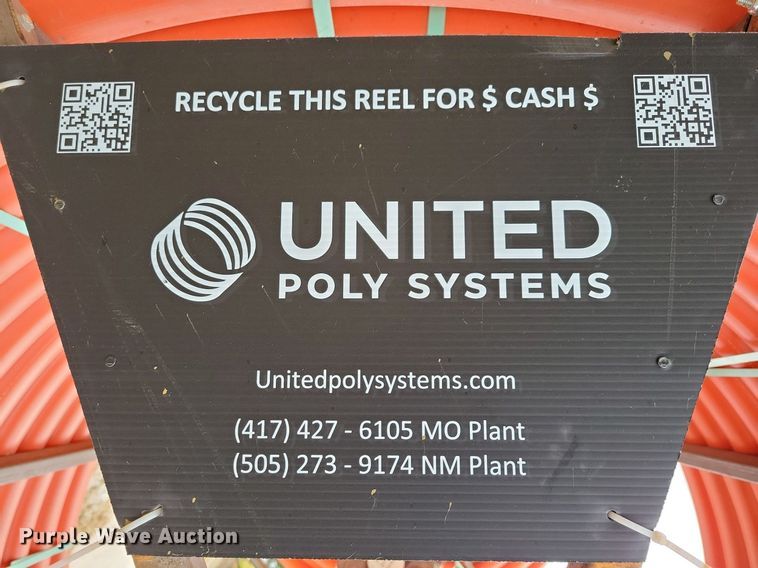 RECYCLE THIS REEL FOR $ CASH $
UNITED
POLY SYSTEMS
Unitedpolysystems.com
(417) 427 - 6105 MO Plant
(505) 273 - 9174 NM Plant
Purple Wave Auction